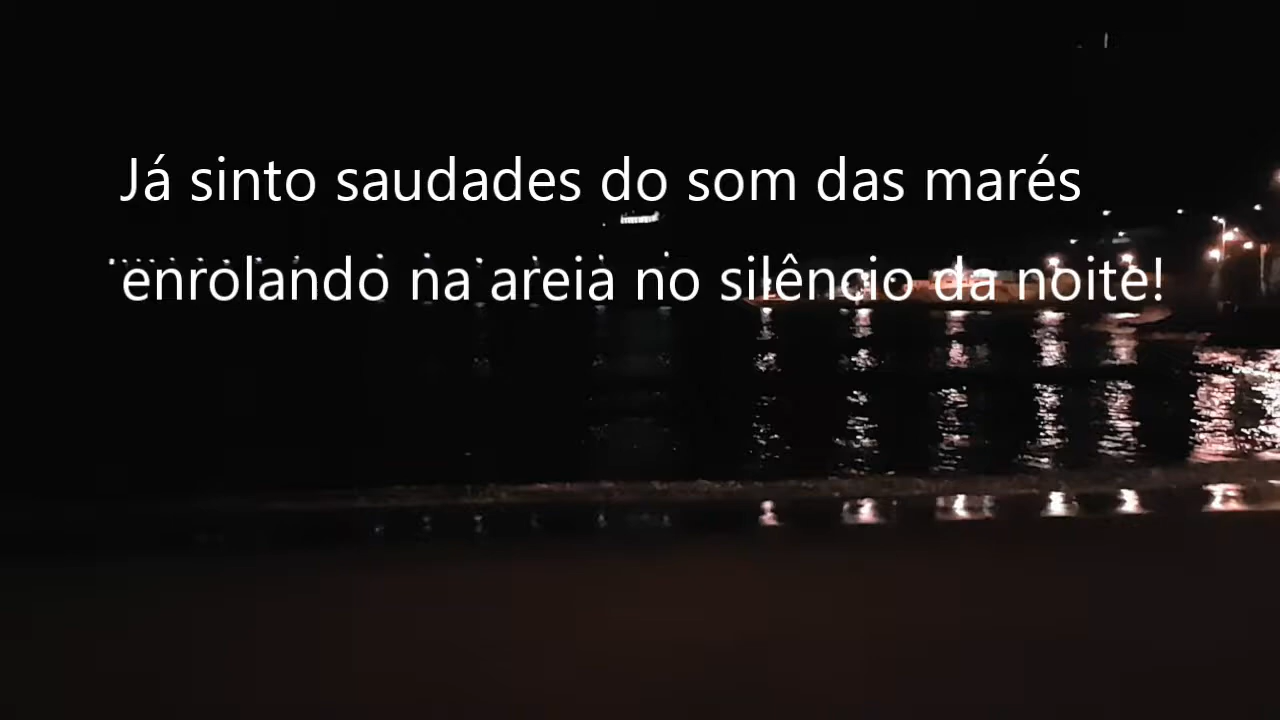 Já sinto saudades do som das marés
enrolando na areia no silêncio da noite!